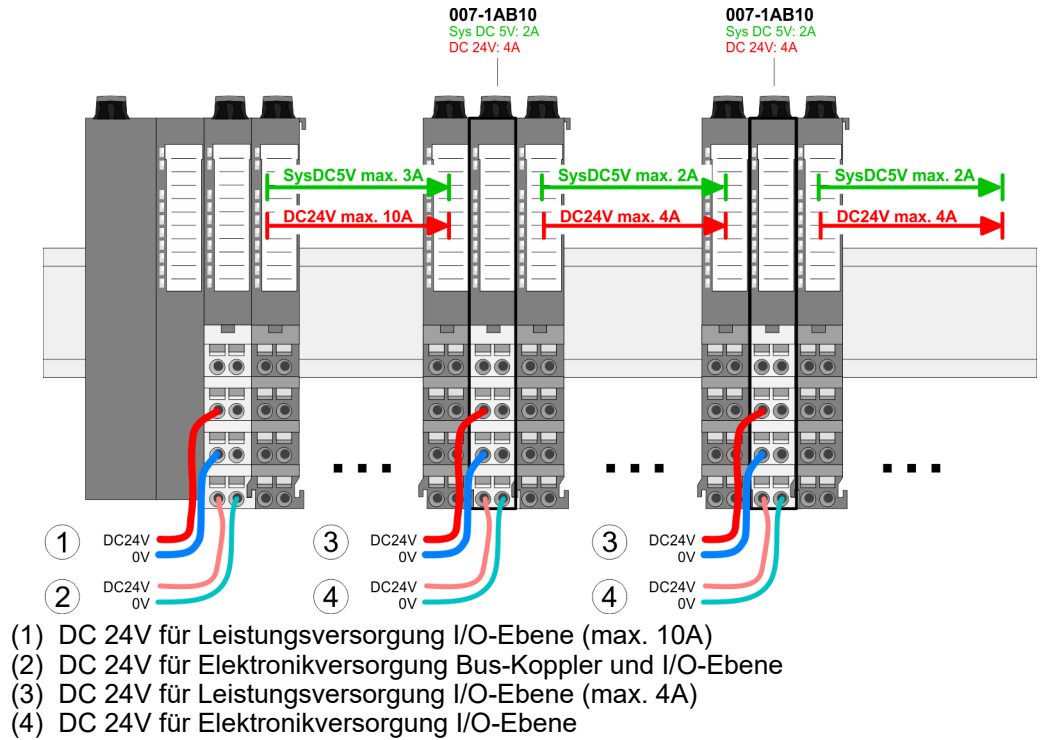 007-1AB10
Sys DC 5V: 2A
DC 24V: 4A
007-1AB10
Sys DC 5V: 2A
DC 24V: 4A
SysDC5V max. 3A
SysDC5V max. 2A
SysDC5V max. 2A
DC24V max. 10A
DC24V max. 4A
DC24V max. 4A
1 DC24V
0V
2 DC24V
0V
3 DC24V
0V
4 DC24V
0V
3 DC24V
0V
4 DC24V
0V
(1) DC 24V für Leistungsversorgung I/O-Ebene (max. 10A)
(2) DC 24V für Elektronikversorgung Bus-Koppler und I/O-Ebene
(3) DC 24V für Leistungsversorgung I/O-Ebene (max. 4A)
(4) DC 24V für Elektronikversorgung I/O-Ebene